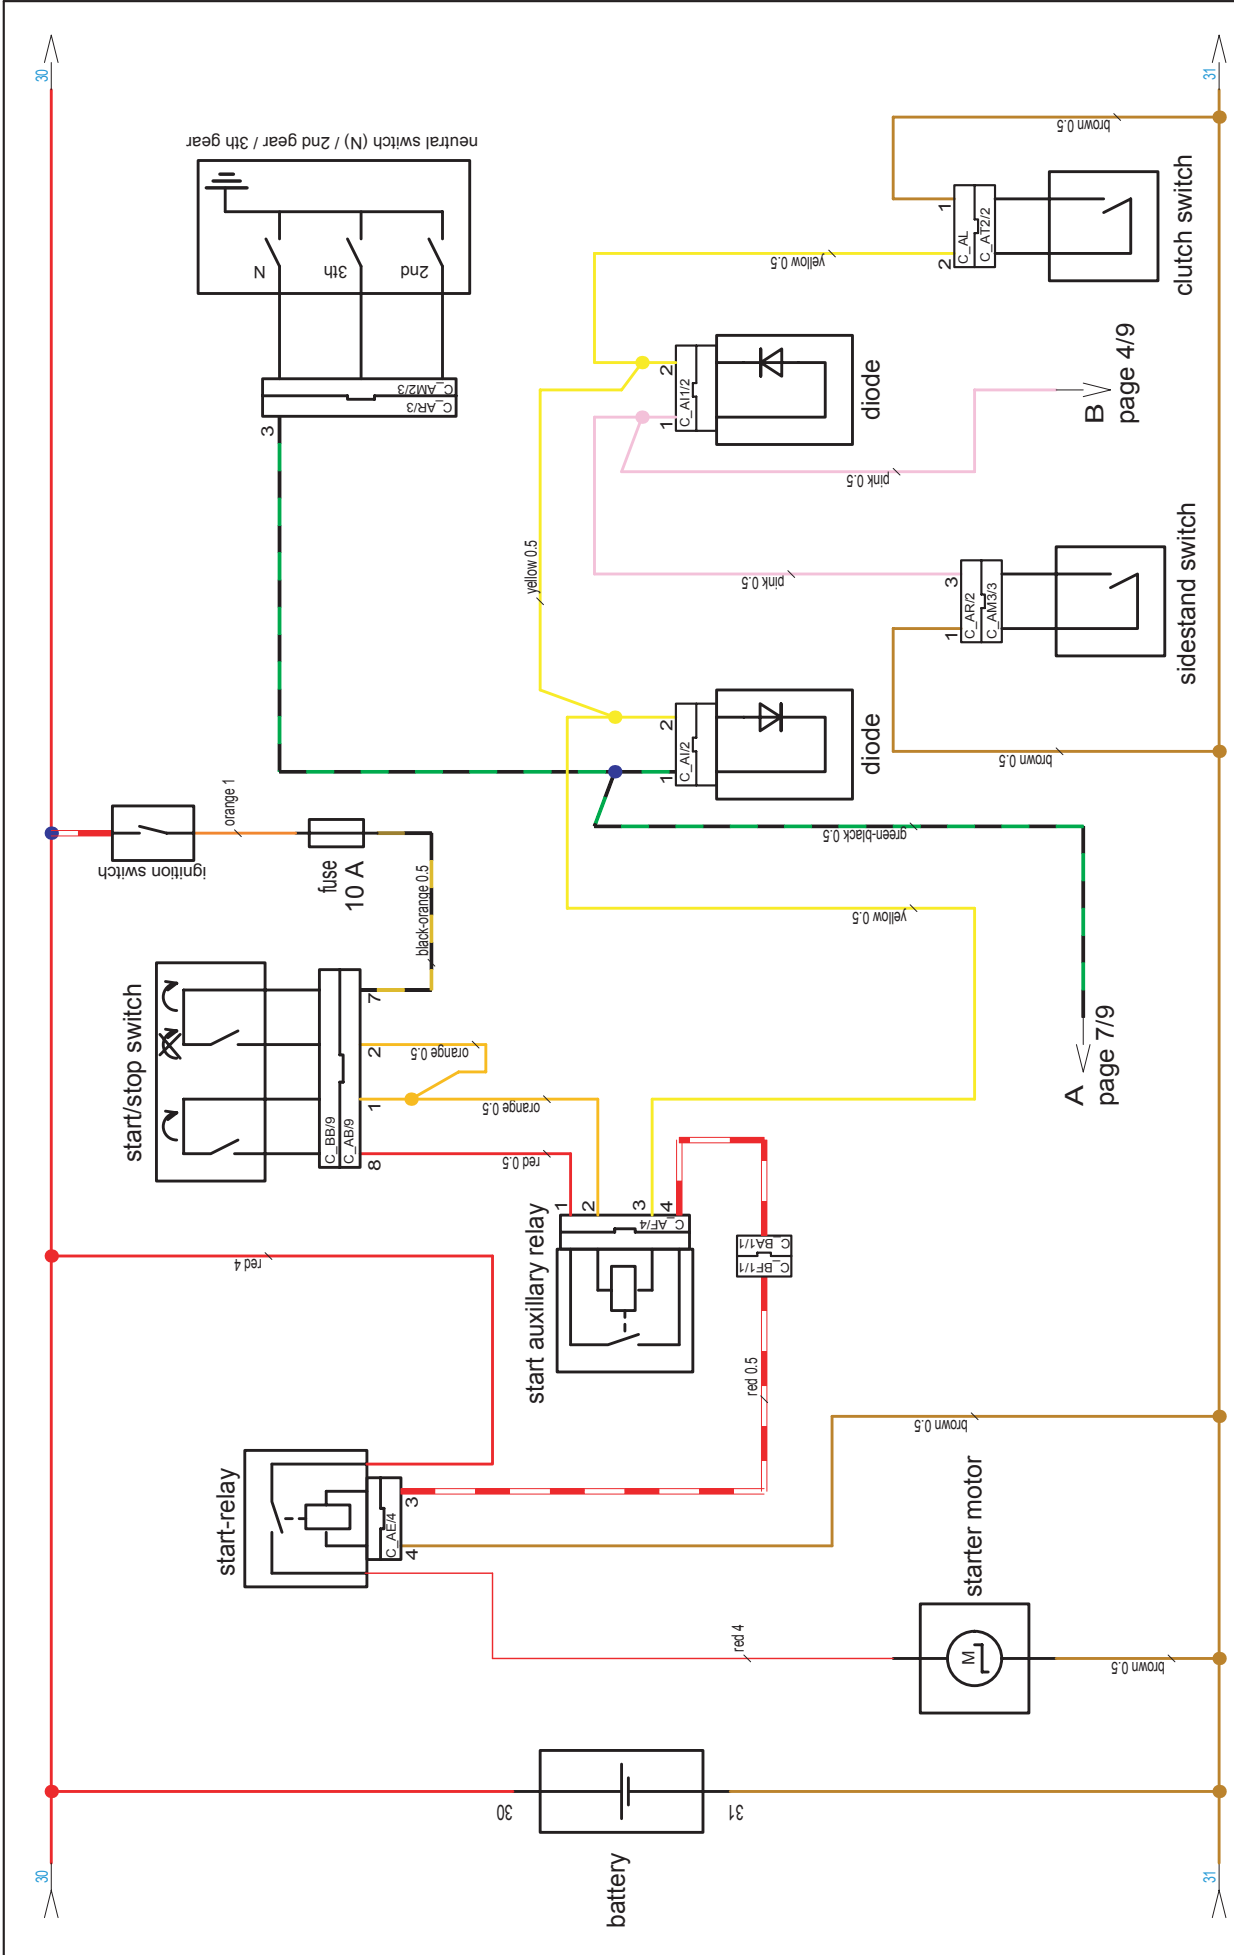 30
31
battery
30
31
start-relay
C_AE/4
3
4
red 4
red 4
starter motor
M
brown 0.5
brown 0.5
red 0.5
C_BF1/1
C_BA1/1
start auxillary relay
C_AF/4
1
2
3
4
start/stop switch
C_BB/9
C_AB/9
8
1
2
7
red 0.5
orange 0.5
orange 0.5
black-orange 0.5
ignition switch
orange 1
fuse
10 A
yellow 0.5
A
page 7/9
green-black 0.5
diode
C_AI/2
1
2
yellow 0.5
sidestand switch
C_AR/2
C_AM3/3
1
3
brown 0.5
pink 0.5
pink 0.5
B
page 4/9
diode
C_AI1/2
1
2
yellow 0.5
clutch switch
C_AL
C_AT2/2
2
1
brown 0.5
neutral switch (N) / 2nd gear / 3th gear
N
3th
2nd
C_AM2/3
C_AR/3
3
30
31